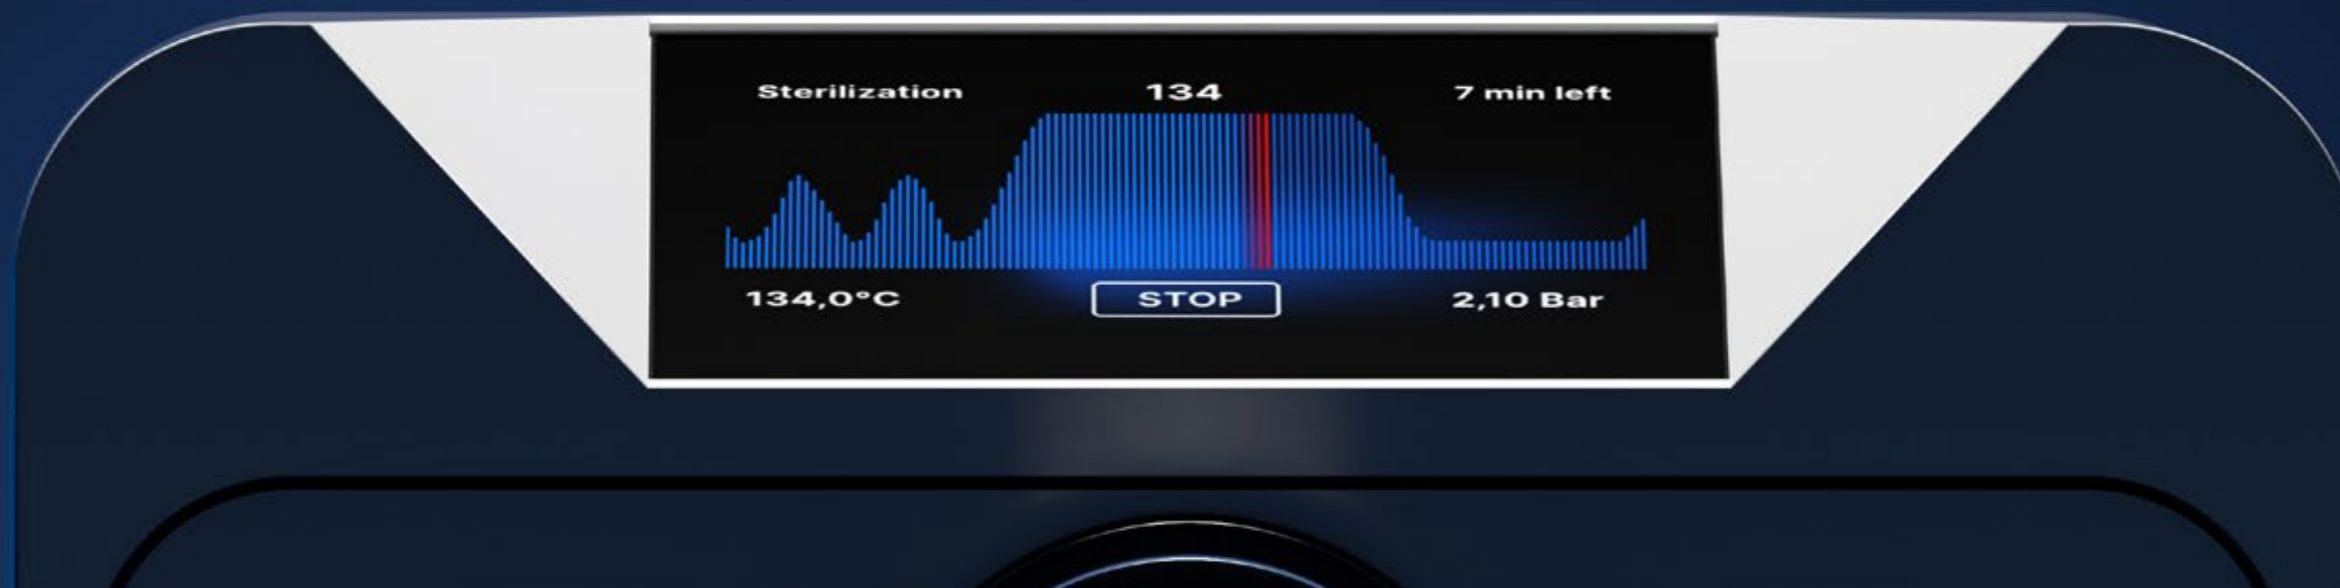 Sterilization 134 7 min left
134,0°C STOP 2,10 Bar